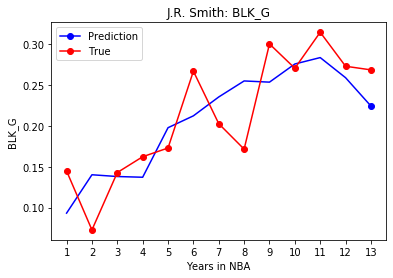 J.R. Smith: BLK_G
Prediction
True
BLK_G
0.30
0.25
0.20
0.15
0.10
1 2 3 4 5 6 7 8 9 10 11 12 13
Years in NBA